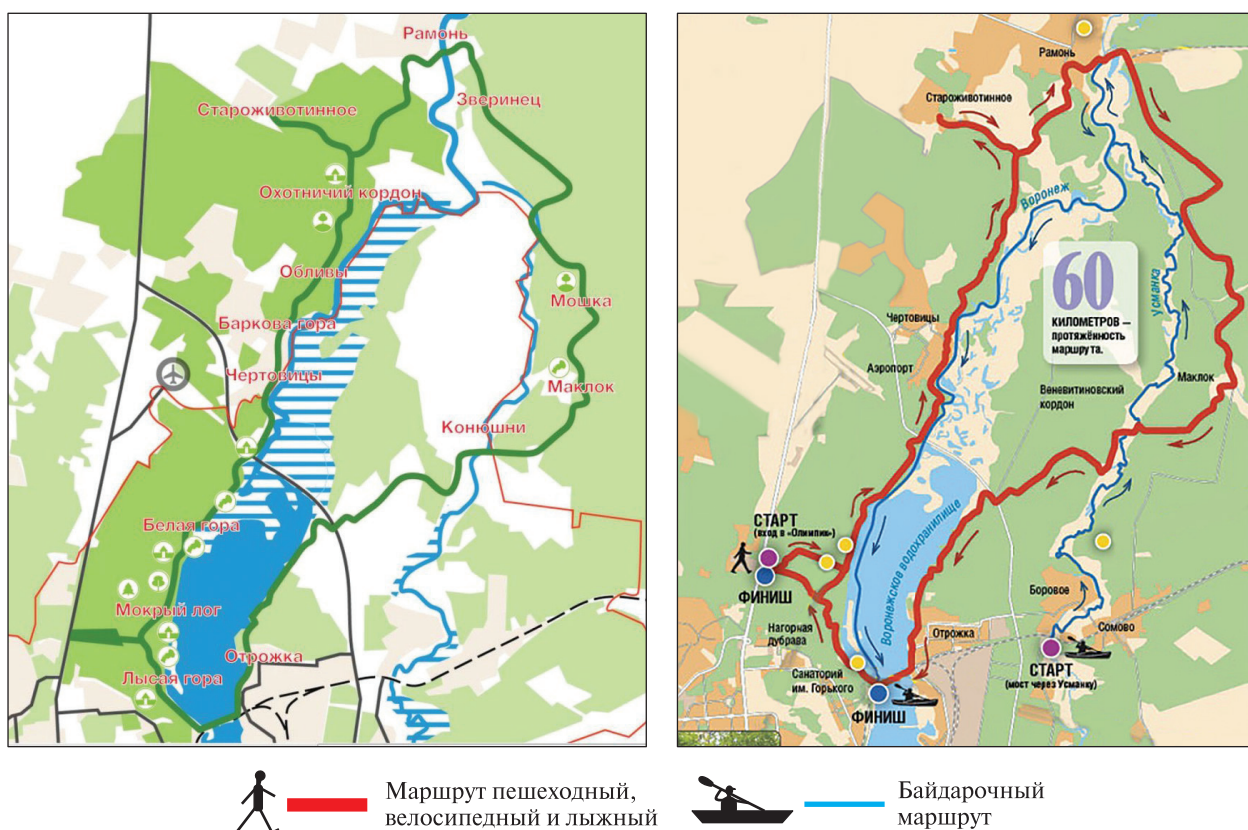 Рамонь
Зверинец
Староживотинное
Охотничий кордон
Обливы
Мошка
Баркова гора
Чертовицы
Маклок
Конюшни
Белая гора
Мокрый лог
Отрожка
Лысая гора
Рамонь
Староживотинное
Воронеж
60
КИЛОМЕТРОВ —
протяжённость
маршрута.
Усманка
Чертовицы
Аэропорт
Маклок
Веневитиновский
кордон
СТАРТ
(вход в «Олимпик»)
ФИНИШ
Воронежское водохранилище
Боровое
Нагорная
дубрава
Отрожка
Сомово
Санаторий
им. Горького
СТАРТ
(мост через Усманку)
ФИНИШ
Маршрут пешеходный,
велосипедный и лыжный
Байдарочный
маршрут